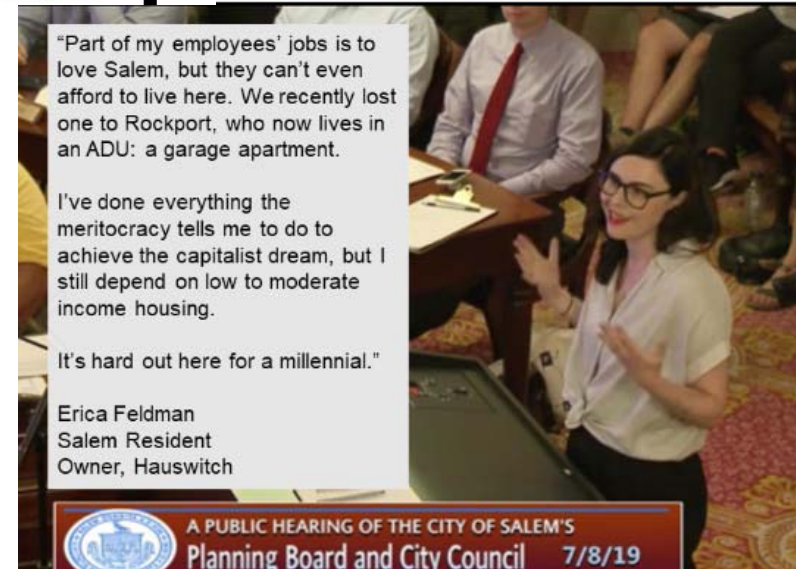 “Part of my employees’ jobs is to
love Salem, but they can’t even
afford to live here. We recently lost
one to Rockport, who now lives in
an ADU: a garage apartment.
I’ve done everything the
meritocracy tells me to do to
achieve the capitalist dream, but I
still depend on low to moderate
income housing.
It’s hard out here for a millennial.”
Erica Feldman
Salem Resident
Owner, Hauswitch
A PUBLIC HEARING OF THE CITY OF SALEM'S
Planning Board and City Council 7/8/19